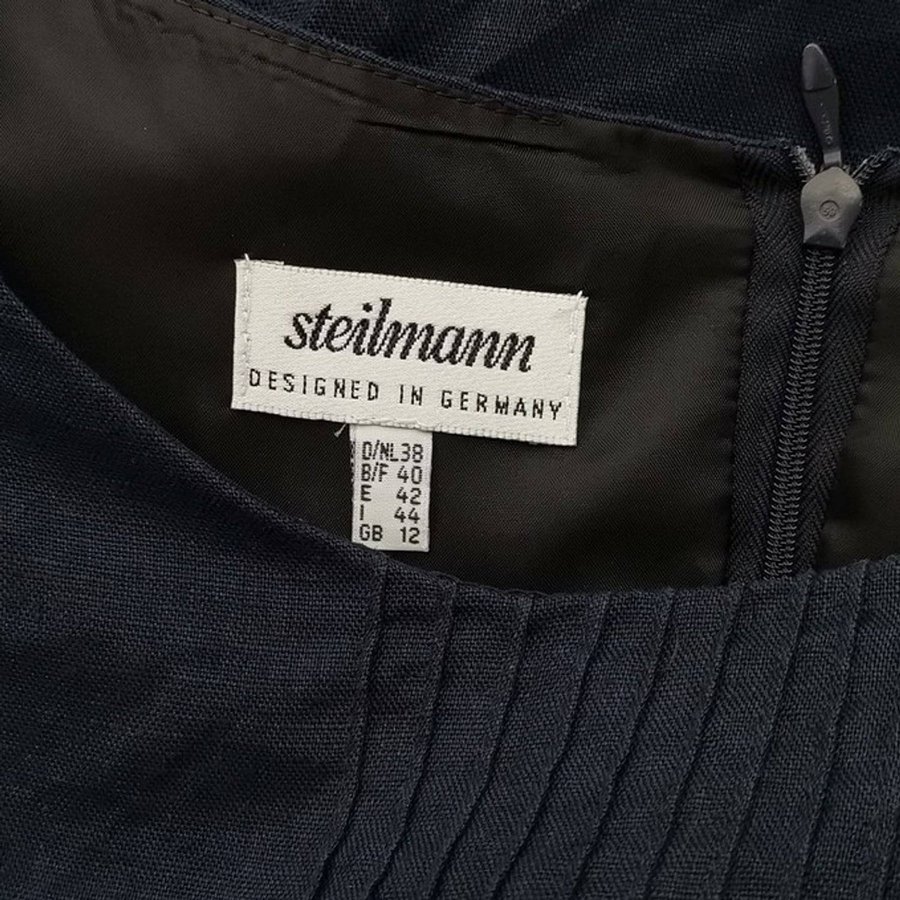 steilmann
DESIGNED IN GERMANY
D/NL 38
B/F 40
E 42
I 44
GB 12